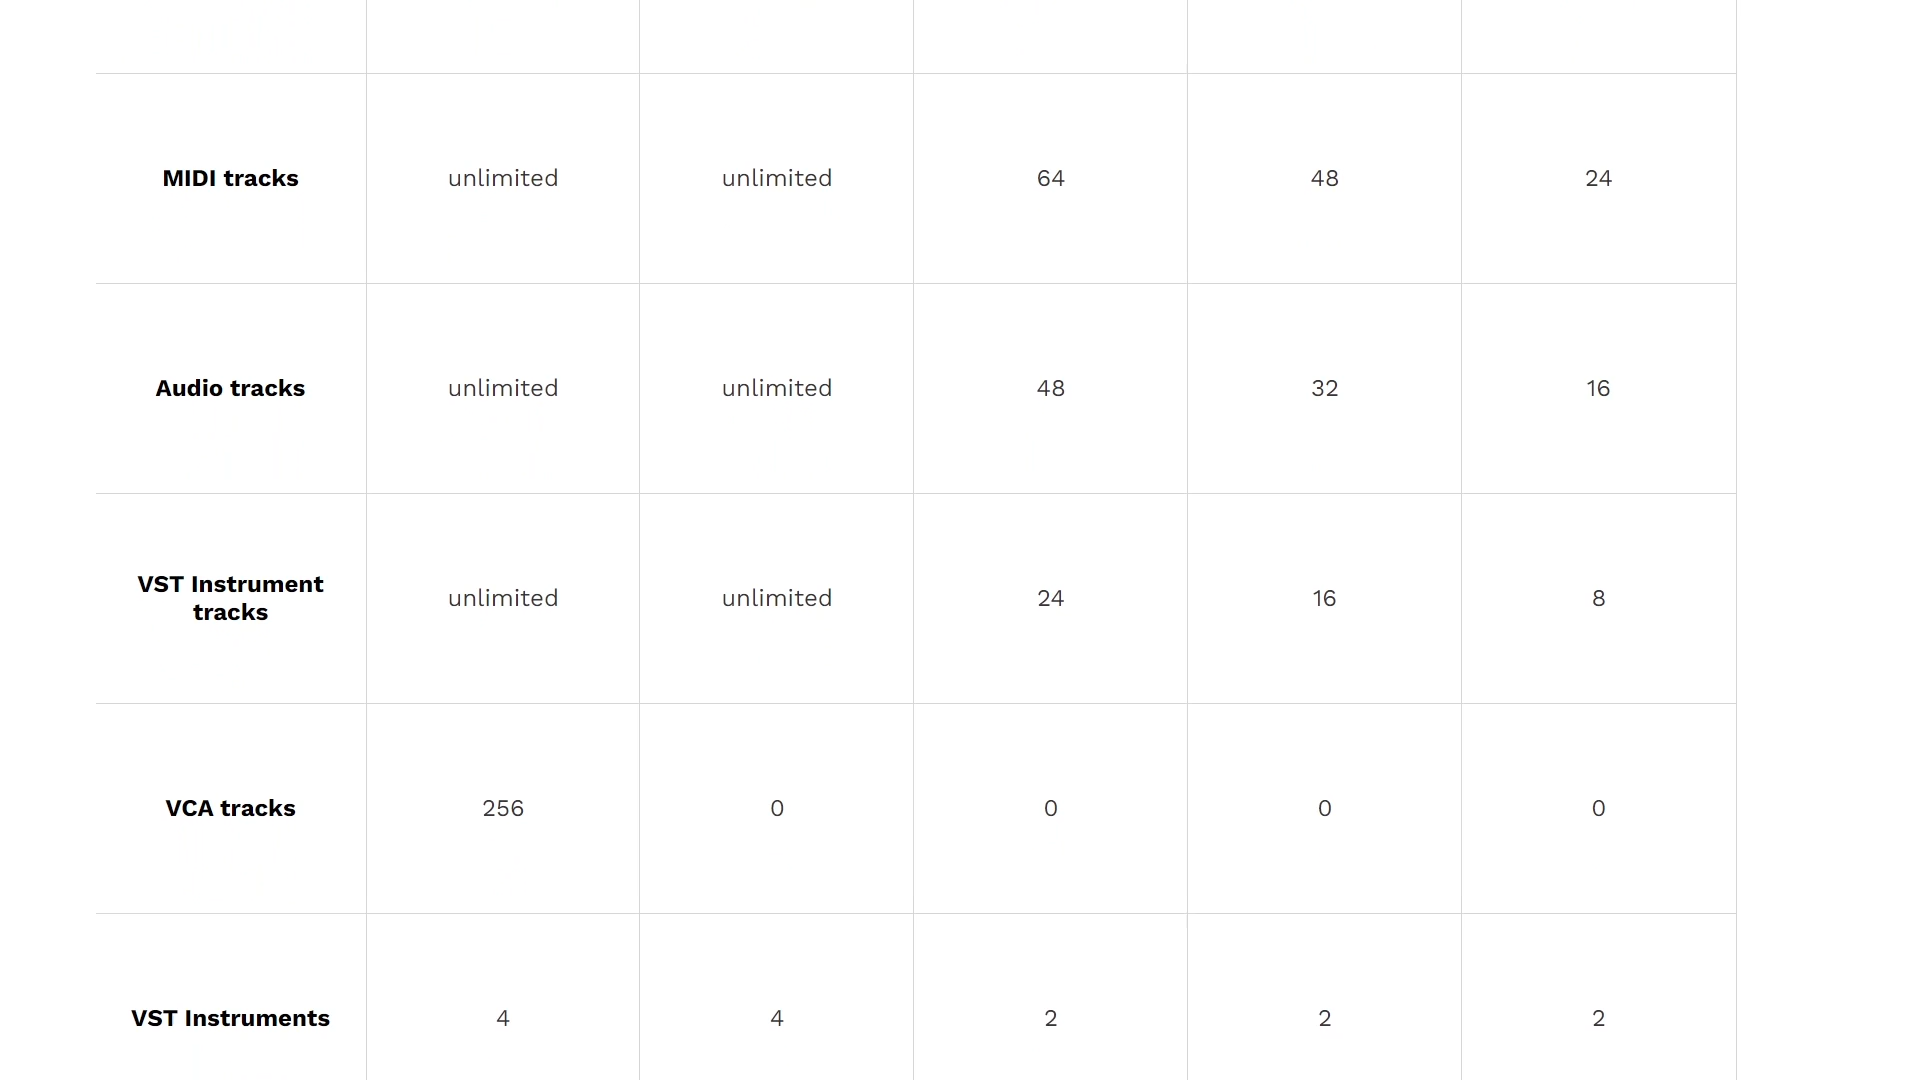 MIDI tracks unlimited unlimited 64 48 24
Audio tracks unlimited unlimited 48 32 16
VST Instrument
tracks unlimited unlimited 24 16 8
VCA tracks 256 0 0 0 0
VST Instruments 4 4 2 2 2